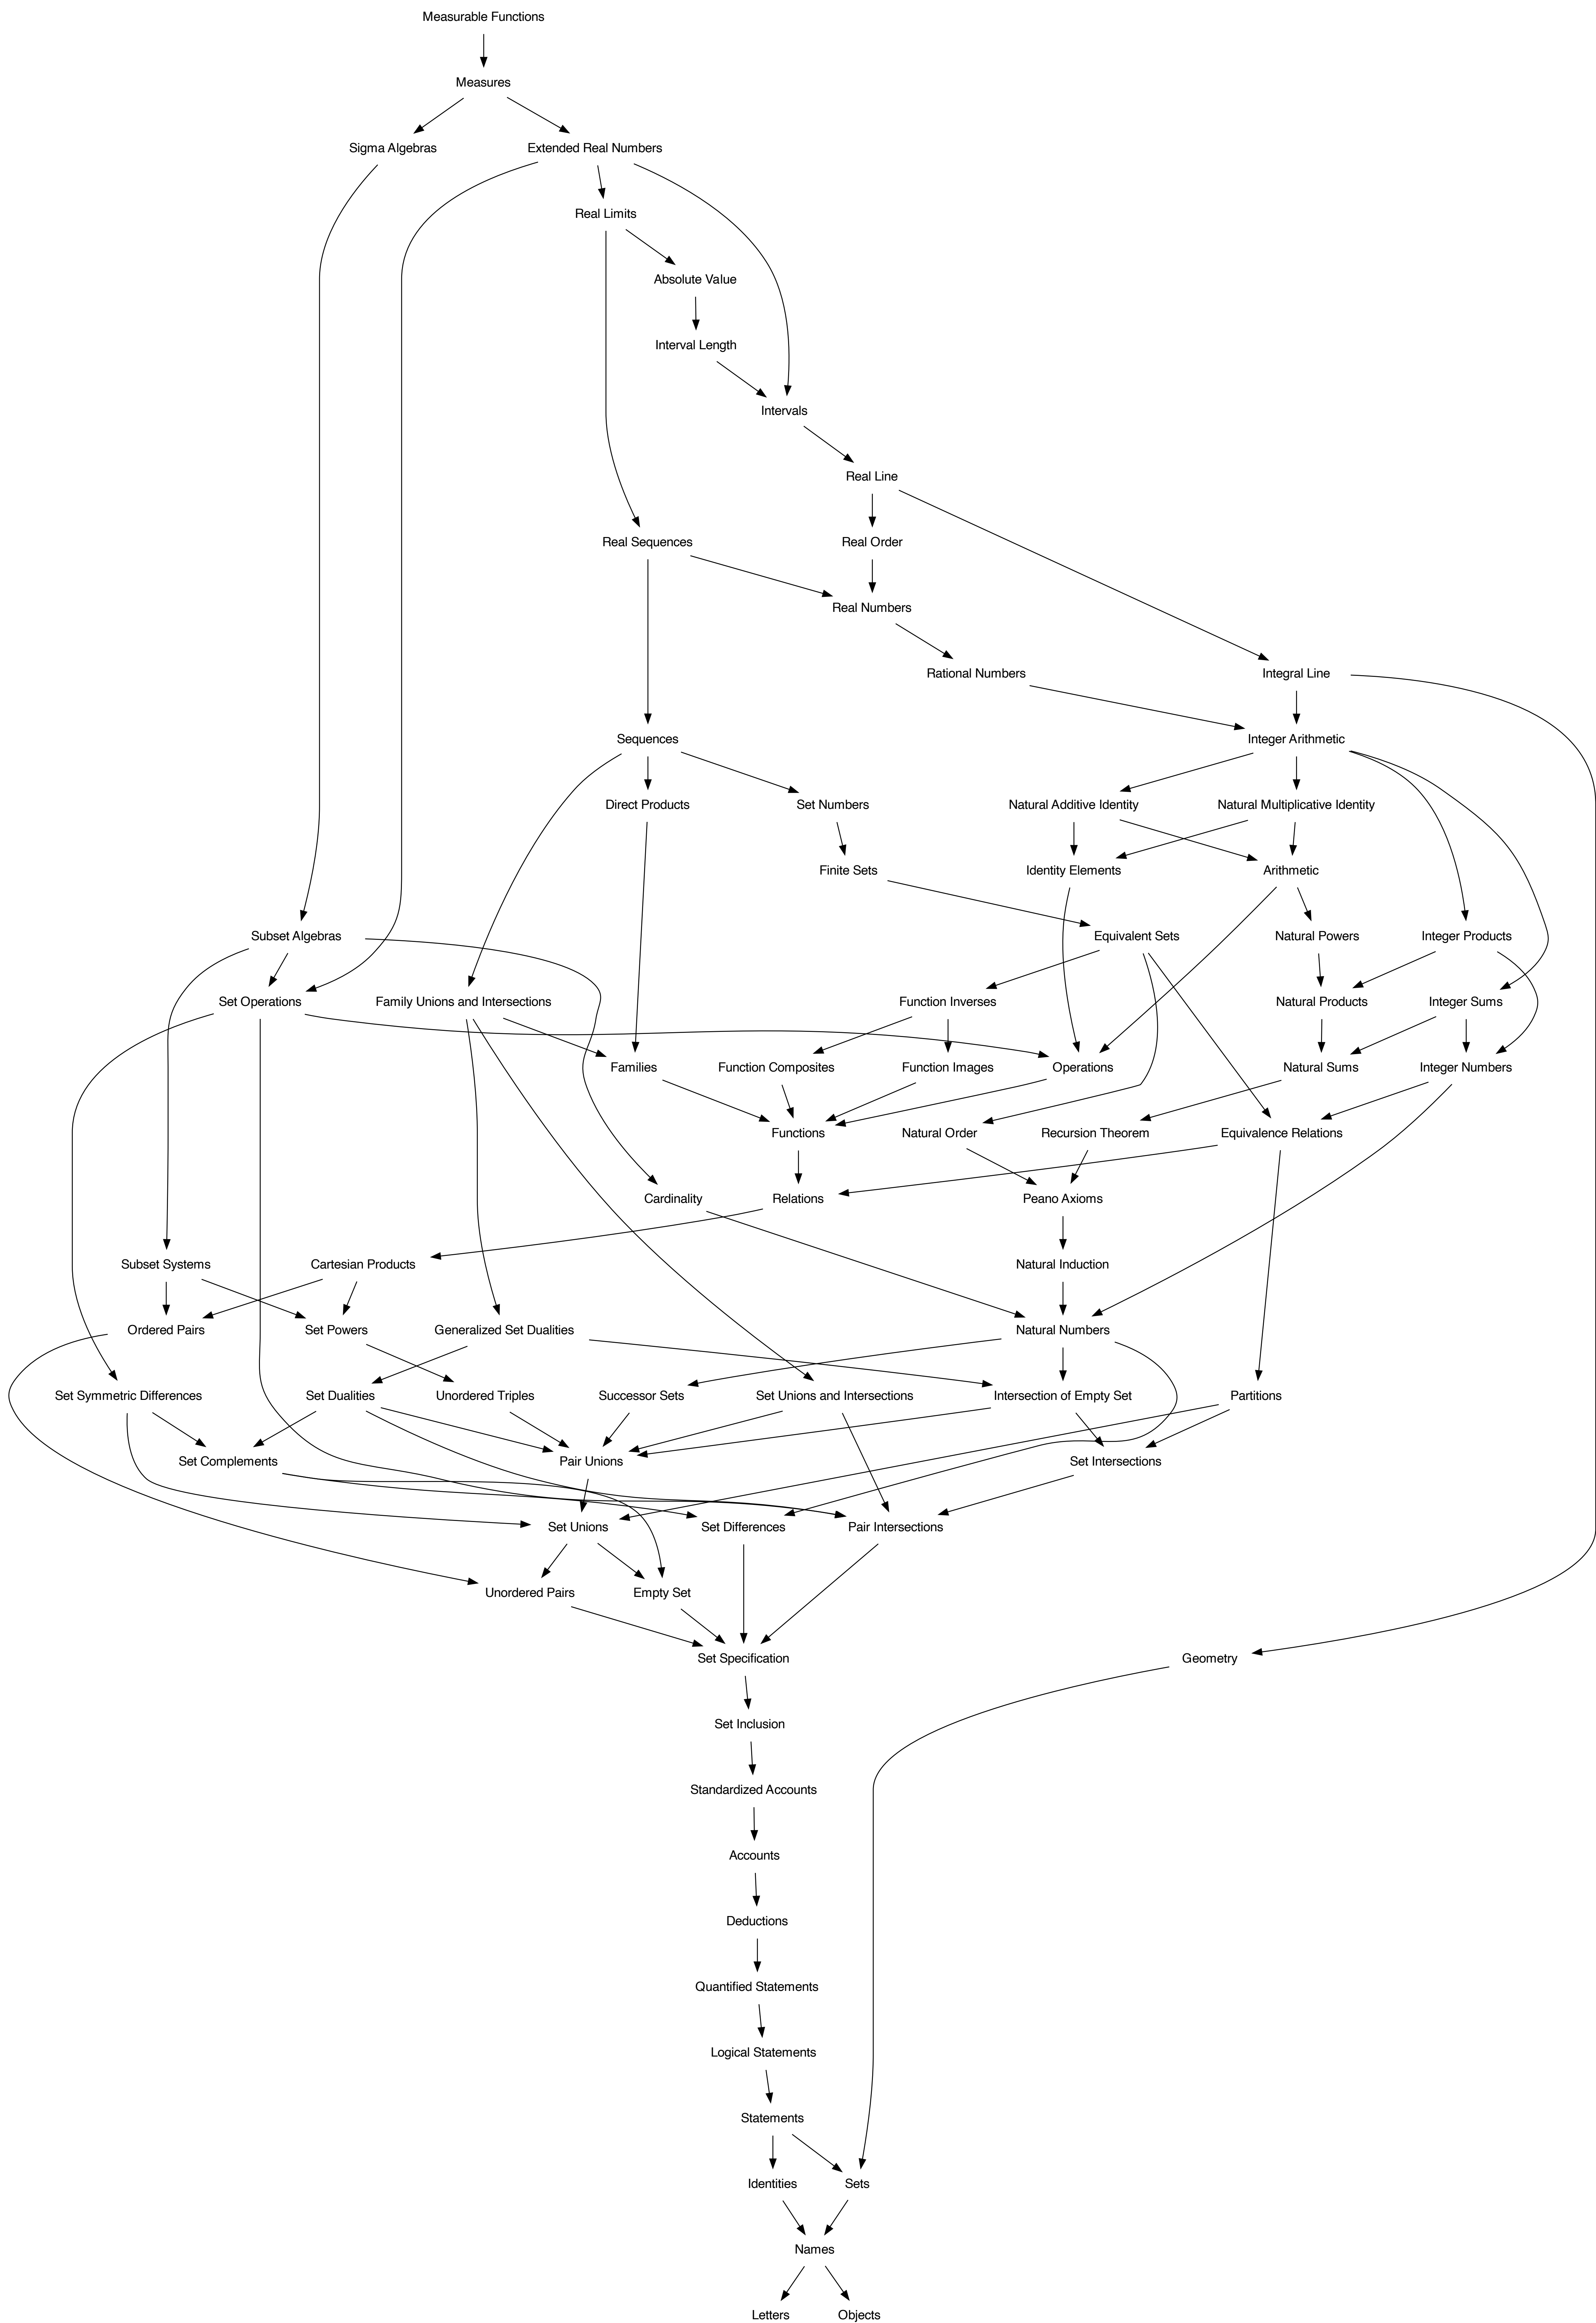 Measurable Functions
Measures
Sigma Algebras
Extended Real Numbers
Real Limits
Absolute Value
Interval Length
Intervals
Real Line
Real Sequences
Real Order
Real Numbers
Rational Numbers
Integral Line
Sequences
Integer Arithmetic
Direct Products
Set Numbers
Natural Additive Identity
Natural Multiplicative Identity
Finite Sets
Identity Elements
Arithmetic
Subset Algebras
Equivalent Sets
Natural Powers
Integer Products
Set Operations
Family Unions and Intersections
Function Inverses
Natural Products
Integer Sums
Families
Function Composites
Function Images
Operations
Natural Sums
Integer Numbers
Functions
Natural Order
Recursion Theorem
Equivalence Relations
Cardinality
Relations
Peano Axioms
Subset Systems
Cartesian Products
Natural Induction
Ordered Pairs
Set Powers
Generalized Set Dualities
Natural Numbers
Set Symmetric Differences
Set Dualities
Unordered Triples
Successor Sets
Set Unions and Intersections
Intersection of Empty Set
Partitions
Set Complements
Pair Unions
Set Intersections
Set Unions
Set Differences
Pair Intersections
Unordered Pairs
Empty Set
Set Specification
Geometry
Set Inclusion
Standardized Accounts
Accounts
Deductions
Quantified Statements
Logical Statements
Statements
Identities
Sets
Names
Letters
Objects